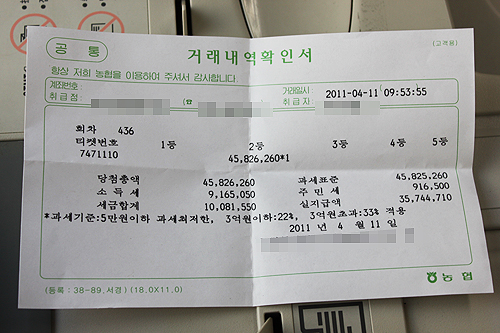 공통
거래내역확인서
(고객용)
항상 저희 농협을 이용하여 주셔서 감사합니다.
계좌번호:
거래일시 : 2011-04-11 09:53:55
취급점: (☎ 취급자:
회차 436
티켓번호 1등 2등 3등 4등 5등
7471110 45,826,260*1
당첨총액 45,826,260 과세표준 45,825,260
소득세 9,165,050 주민세 916,500
세금합계 10,081,550 실지급액 35,744,710
*과세기준:5만원이하 과세최저한, 3억원이하:22%, 3억원초과:33% 적용
2011 년 4 월 11 일
(등록 : 38-89.서경) (18.0X11.0)
농협